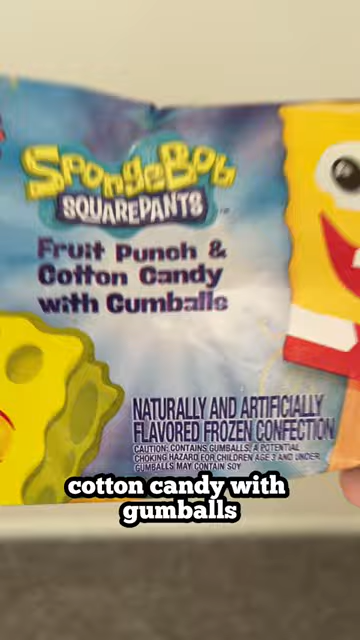 SpongeBob
SQUAREPANTS
Fruit Punch &
Cotton Candy
with Gumballs
NATURALLY AND ARTIFICIALLY
FLAVORED FROZEN CONFECTION
CAUTION: CONTAINS GUMBALLS, A POTENTIAL
CHOKING HAZARD FOR CHILDREN AGE 3 AND UNDER.
GUMBALLS MAY CONTAIN SOY
cotton candy with
gumballs